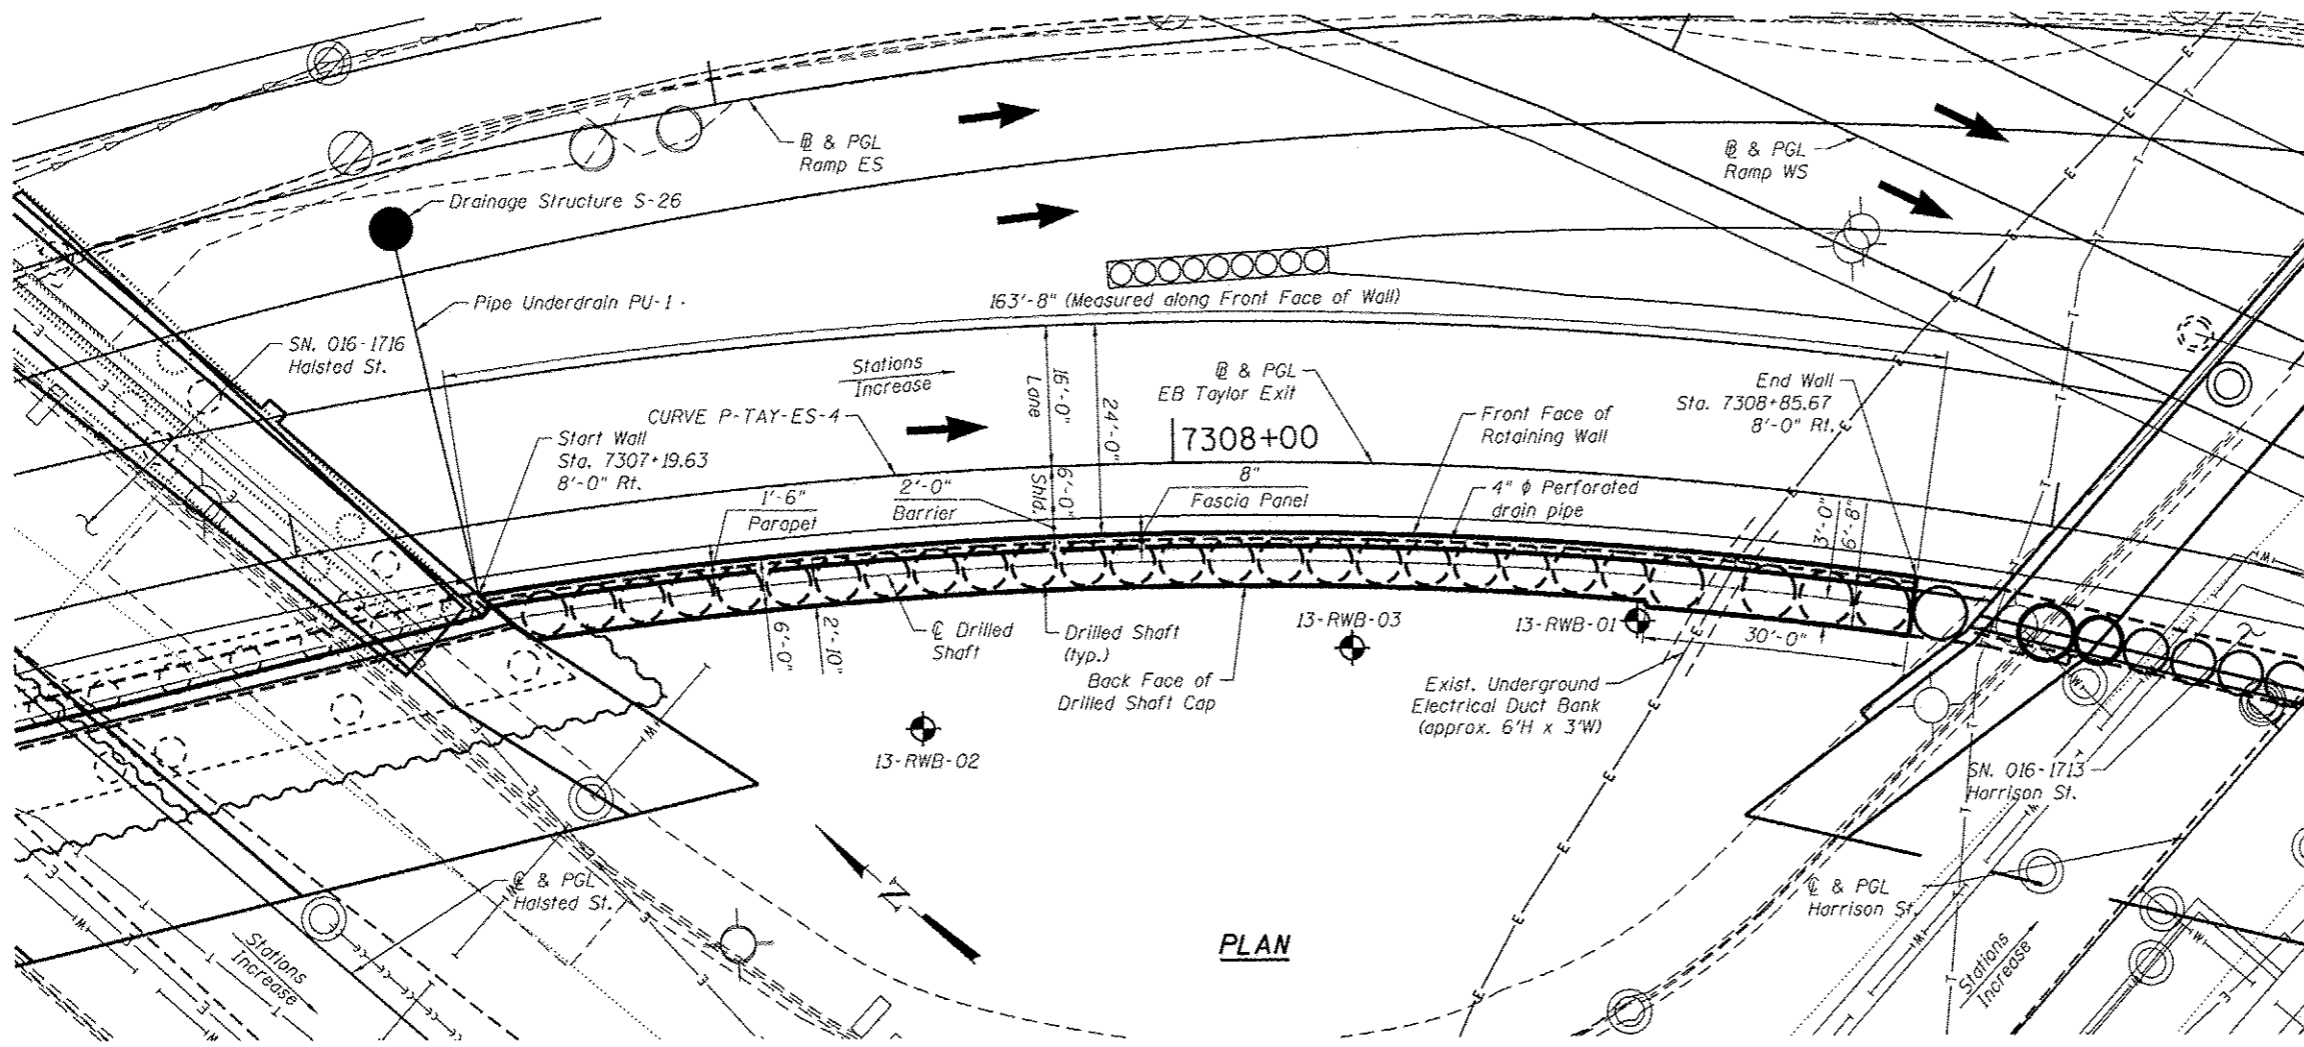 ℄ & PGL
Ramp ES
℄ & PGL
Ramp WS
Drainage Structure S-26
Pipe Underdrain PU-1
163'-8" (Measured along Front Face of Wall)
SN. 016-1716
Halsted St.
Stations
Increase
16'-0"
Lane
24'-0"
℄ & PGL
EB Taylor Exit
End Wall
Sta. 7308+85.67
8'-0" Rt.
CURVE P-TAY-ES-4
Front Face of
Retaining Wall
Start Wall
Sta. 7307+19.63
8'-0" Rt.
7308+00
1'-6"
Parapet
2'-0"
Barrier
6'-0"
Shld.
8"
Fascia Panel
4" ϕ Perforated
drain pipe
3'-0"
6'-8"
6'-0"
2'-10"
℄ Drilled
Shaft
Drilled Shaft
(typ.)
13-RWB-03
13-RWB-01
30'-0"
Back Face of
Drilled Shaft Cap
Exist. Underground
Electrical Duct Bank
(approx. 6'H x 3'W)
13-RWB-02
SN. 016-1713
Harrison St.
℄ & PGL
Halsted St.
℄ & PGL
Harrison St.
N
Stations
Increase
PLAN
Stations
Increase